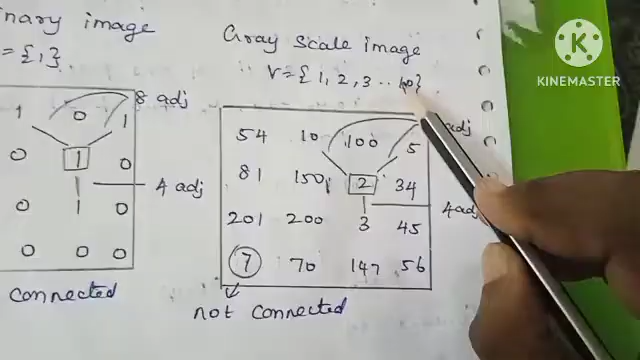 nary image
= {1}
8 adj
1 0 1
0 1 0
4 adj
0 1 0
0 0 0
connected
Gray scale image
V = { 1, 2, 3 .. 10}
adj
54 10 100 5
81 150 2 34
4 adj
201 200 3 45
7 70 147 56
not connected
KINEMASTER